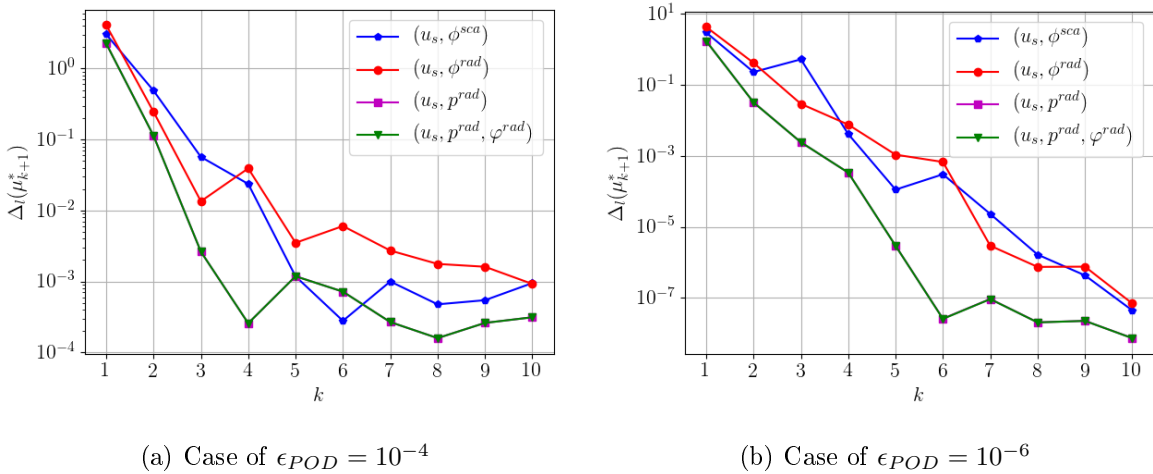 10^0
10^{-1}
10^{-2}
10^{-3}
10^{-4}
Δ_l(μ*_{k+1})
1 2 3 4 5 6 7 8 9 10
k
(u_s, ϕ^{sca})
(u_s, ϕ^{rad})
(u_s, p^{rad})
(u_s, p^{rad}, φ^{rad})
(a) Case of ϵ_{POD} = 10^{-4}
10^1
10^{-1}
10^{-3}
10^{-5}
10^{-7}
Δ_l(μ*_{k+1})
1 2 3 4 5 6 7 8 9 10
k
(u_s, ϕ^{sca})
(u_s, ϕ^{rad})
(u_s, p^{rad})
(u_s, p^{rad}, φ^{rad})
(b) Case of ϵ_{POD} = 10^{-6}